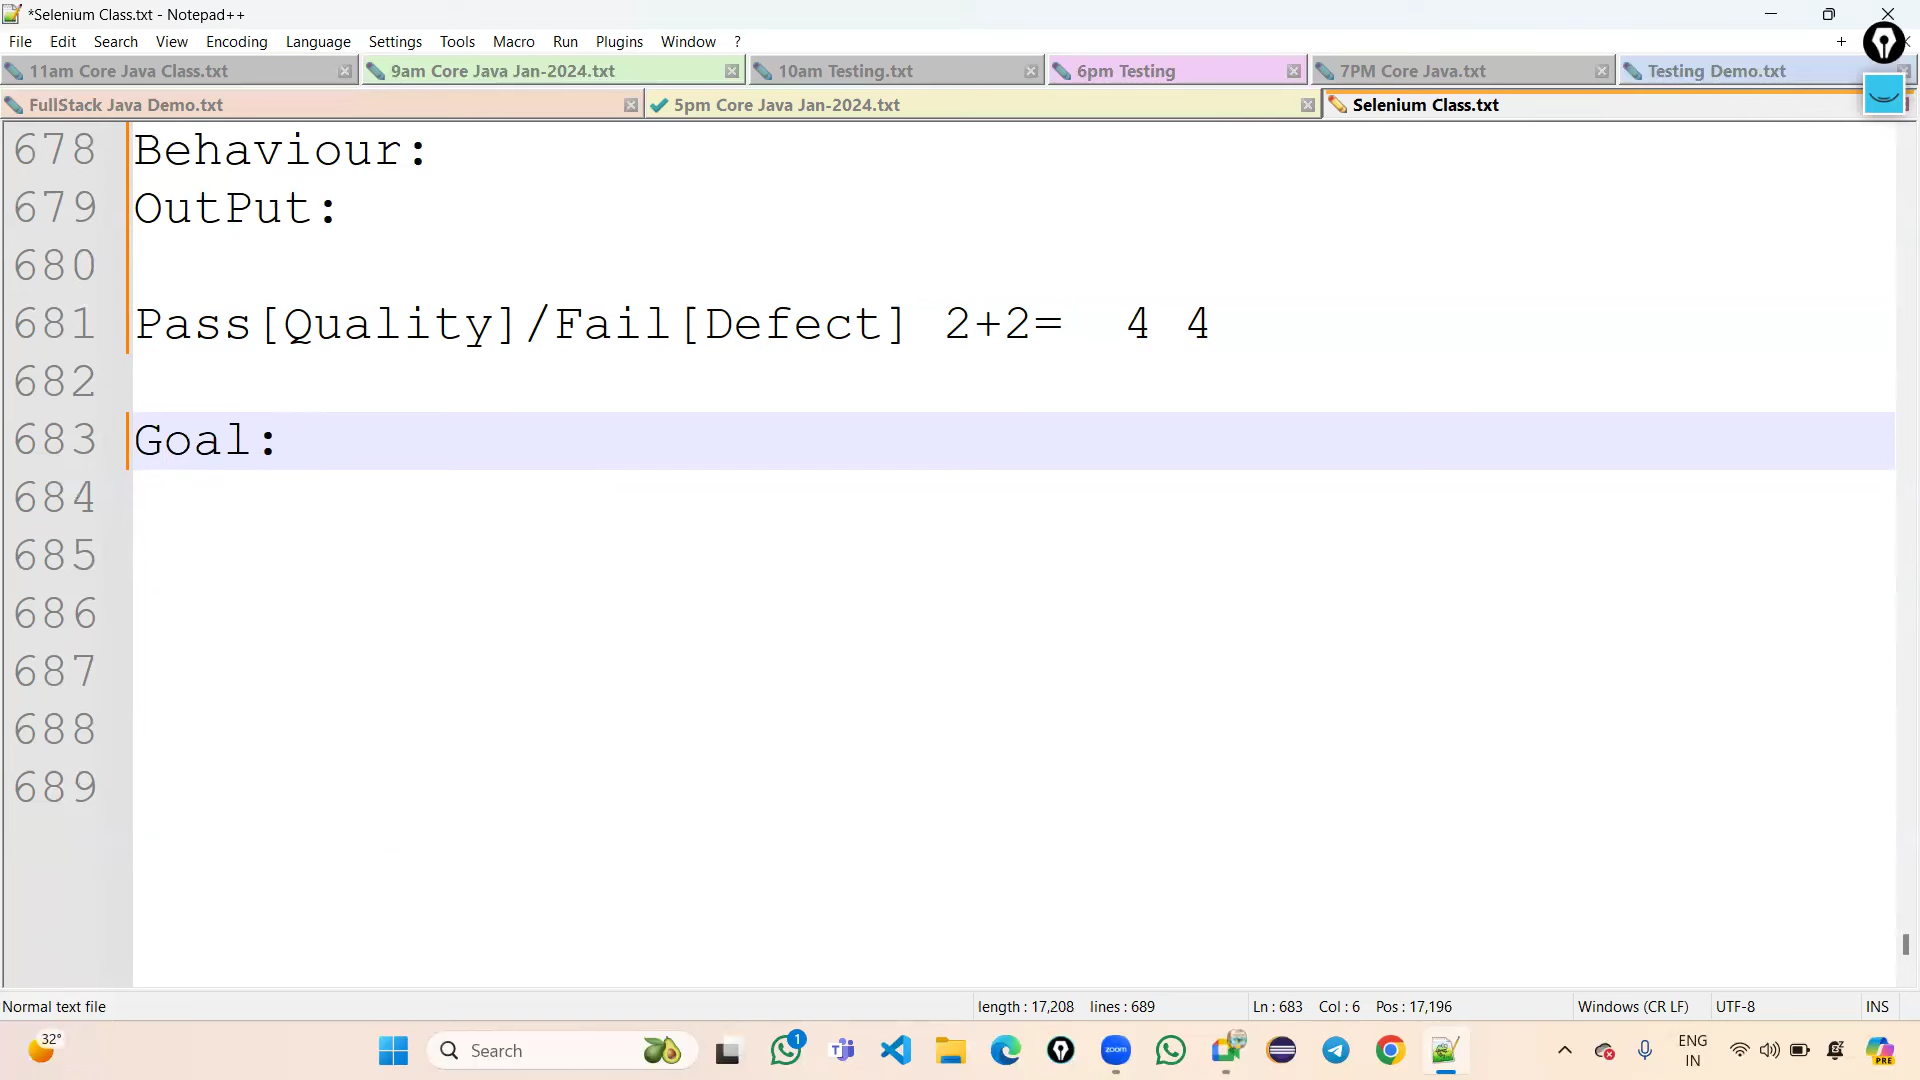 *Selenium Class.txt - Notepad++
File Edit Search View Encoding Language Settings Tools Macro Run Plugins Window ?
11am Core Java Class.txt 9am Core Java Jan-2024.txt 10am Testing.txt 6pm Testing 7PM Core Java.txt Testing Demo.txt
FullStack Java Demo.txt 5pm Core Java Jan-2024.txt Selenium Class.txt
678 Behaviour:
679 OutPut:
680
681 Pass[Quality]/Fail[Defect] 2+2= 4 4
682
683 Goal:
684
685
686
687
688
689
Normal text file length : 17,208 lines : 689 Ln : 683 Col : 6 Pos : 17,196 Windows (CR LF) UTF-8 INS
32° Search 1 zoom ENG PRE
IN